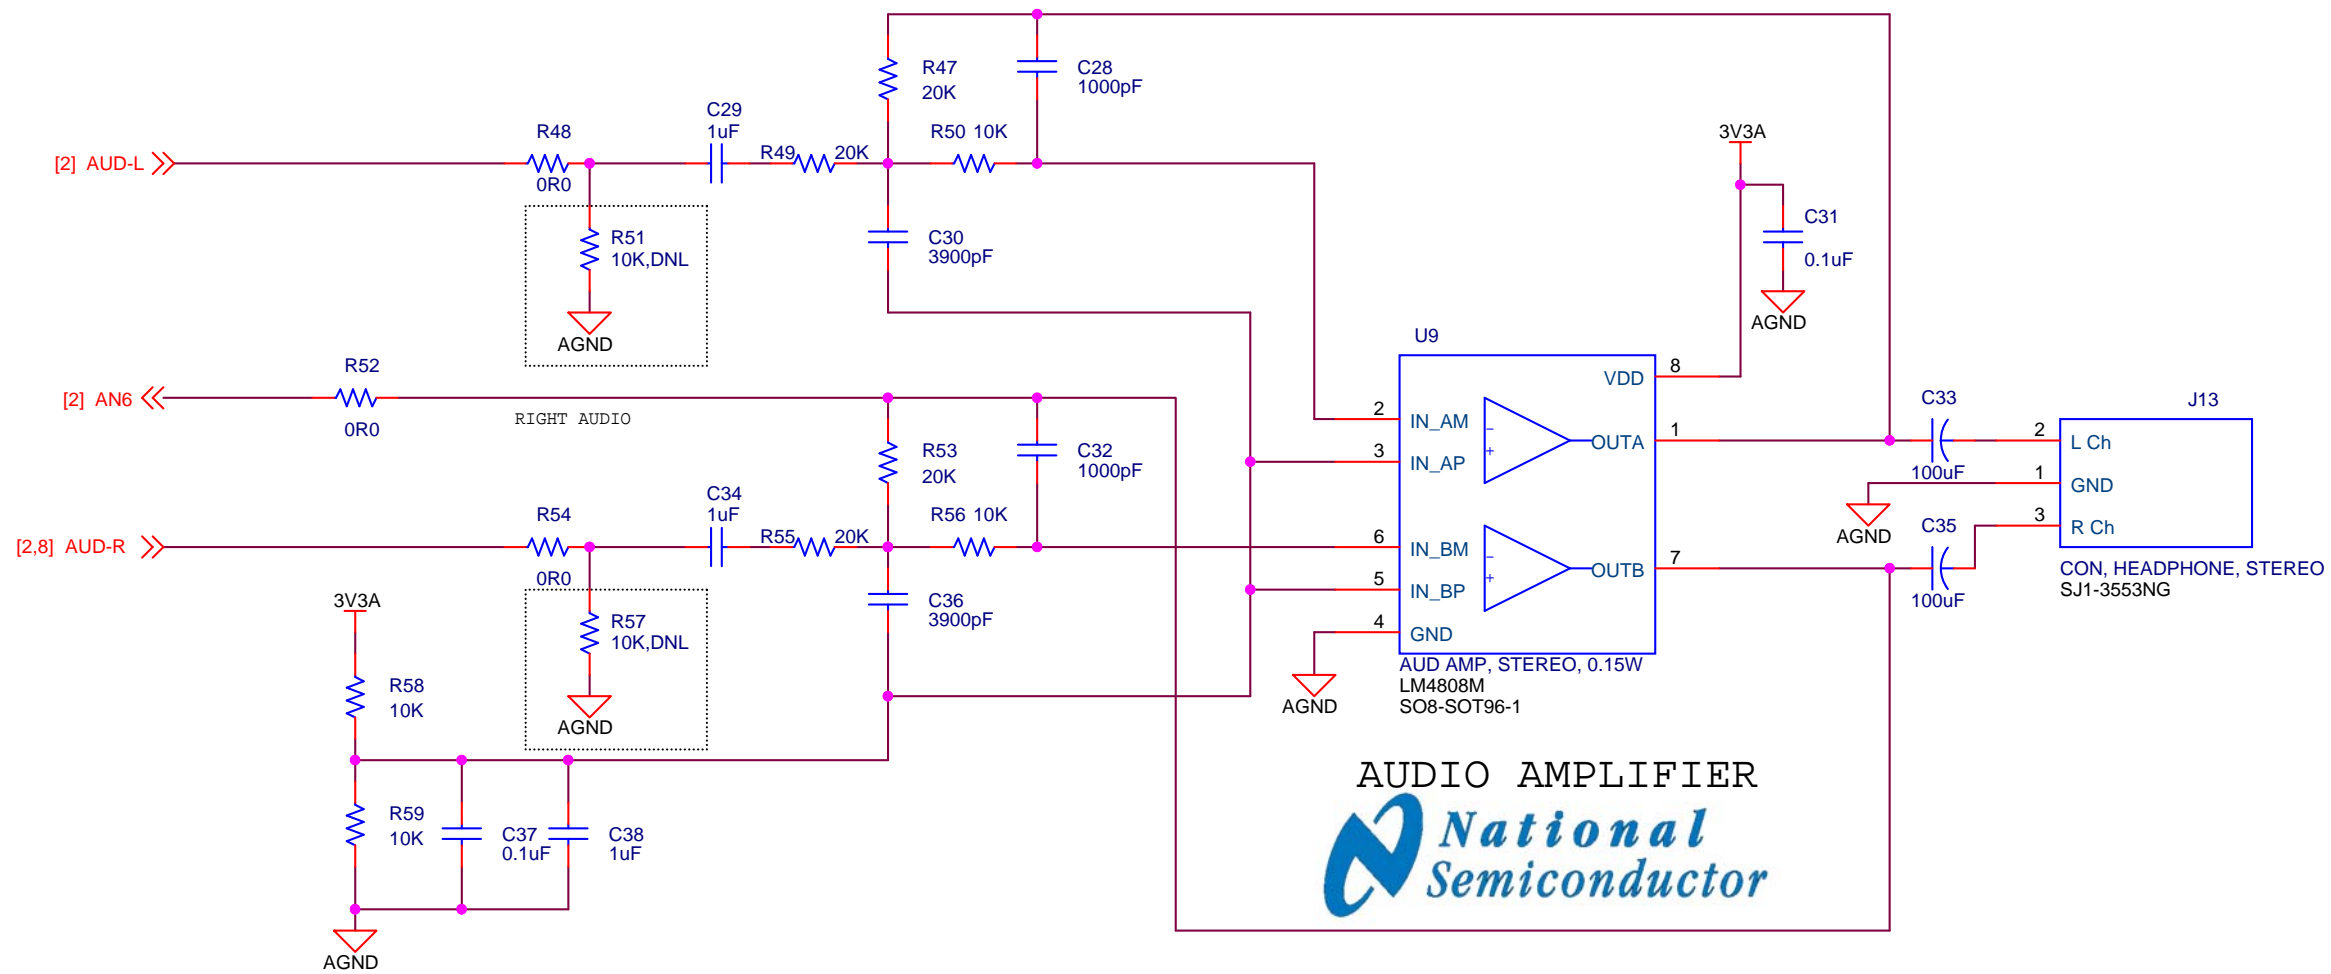 R47
20K
C28
1000pF
C29
1uF
R48
0R0
R49 20K
R50 10K
3V3A
[2] AUD-L
C31
0.1uF
AGND
R51
10K,DNL
AGND
C30
3900pF
U9
R52
0R0
[2] AN6
RIGHT AUDIO
VDD 8
2 IN_AM
3 IN_AP
OUTA 1
C33
100uF
J13
2 L Ch
1 GND
3 R Ch
AGND
C35
100uF
CON, HEADPHONE, STEREO
SJ1-3553NG
R53
20K
C32
1000pF
C34
1uF
R54
0R0
R55 20K
R56 10K
[2,8] AUD-R
6 IN_BM
5 IN_BP
OUTB 7
4 GND
AUD AMP, STEREO, 0.15W
LM4808M
SO8-SOT96-1
AGND
3V3A
R57
10K,DNL
AGND
C36
3900pF
R58
10K
R59
10K
C37
0.1uF
C38
1uF
AGND
AUDIO AMPLIFIER
National
Semiconductor